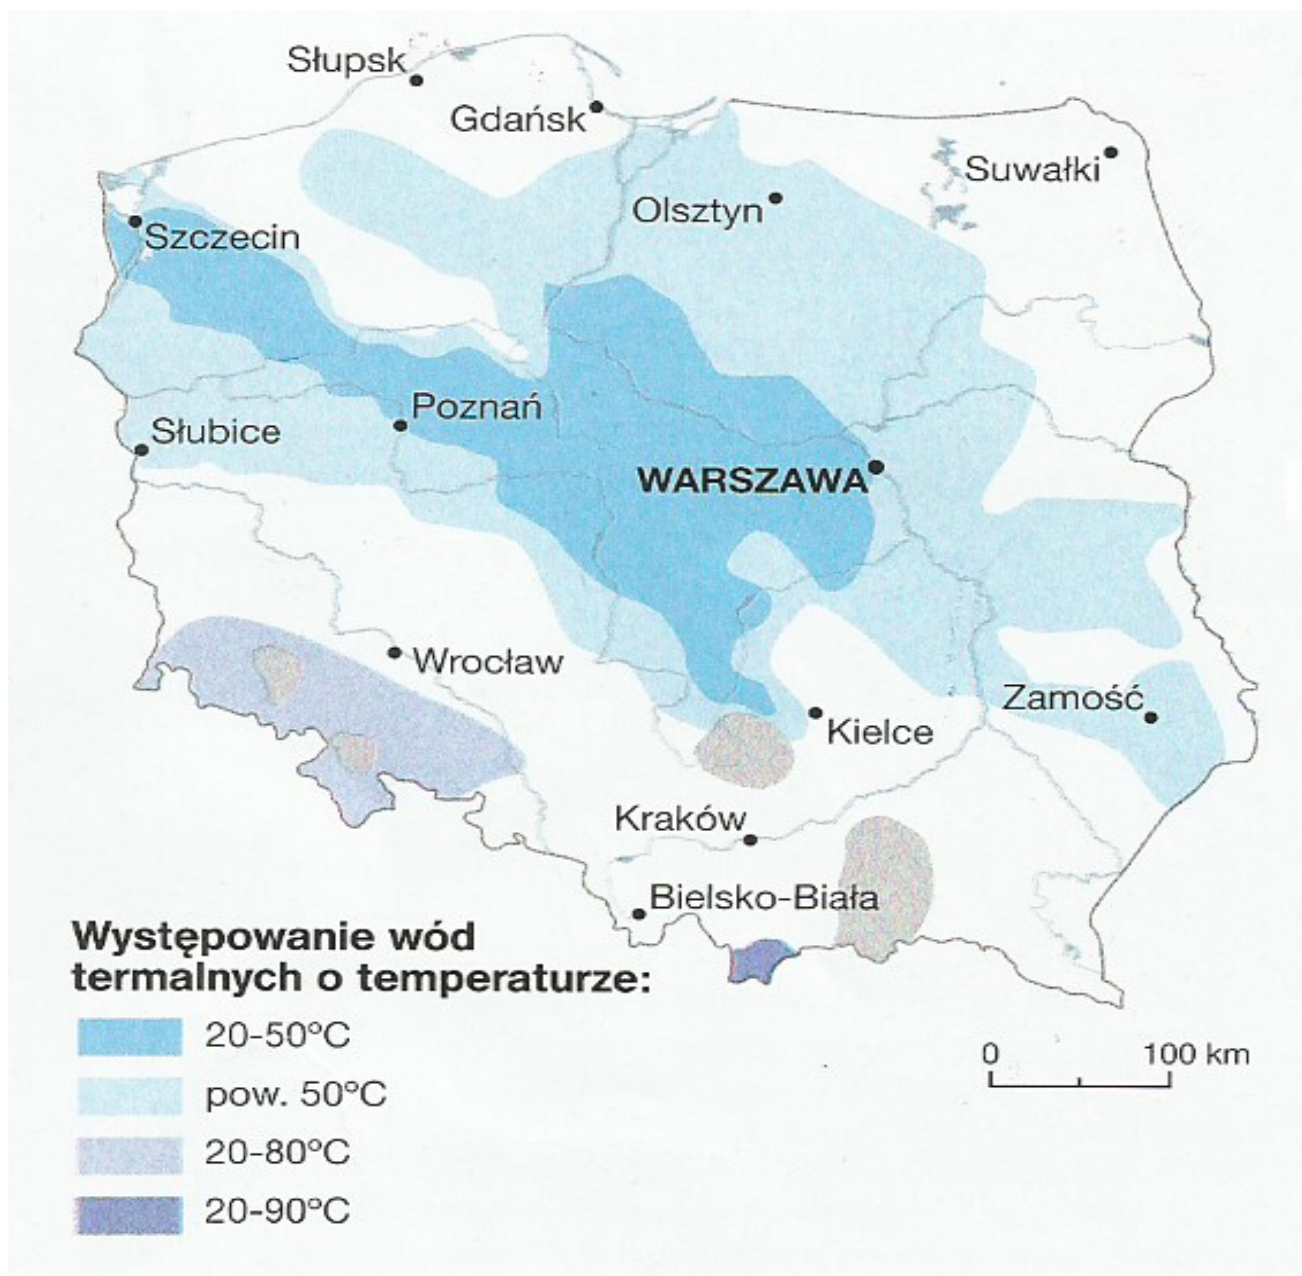 Słupsk
Gdańsk
Suwałki
Olsztyn
Szczecin
Poznań
Słubice
WARSZAWA
Wrocław
Zamość
Kielce
Kraków
Bielsko-Biała
Występowanie wód
termalnych o temperaturze:
20-50°C
pow. 50°C
20-80°C
20-90°C
0 100 km